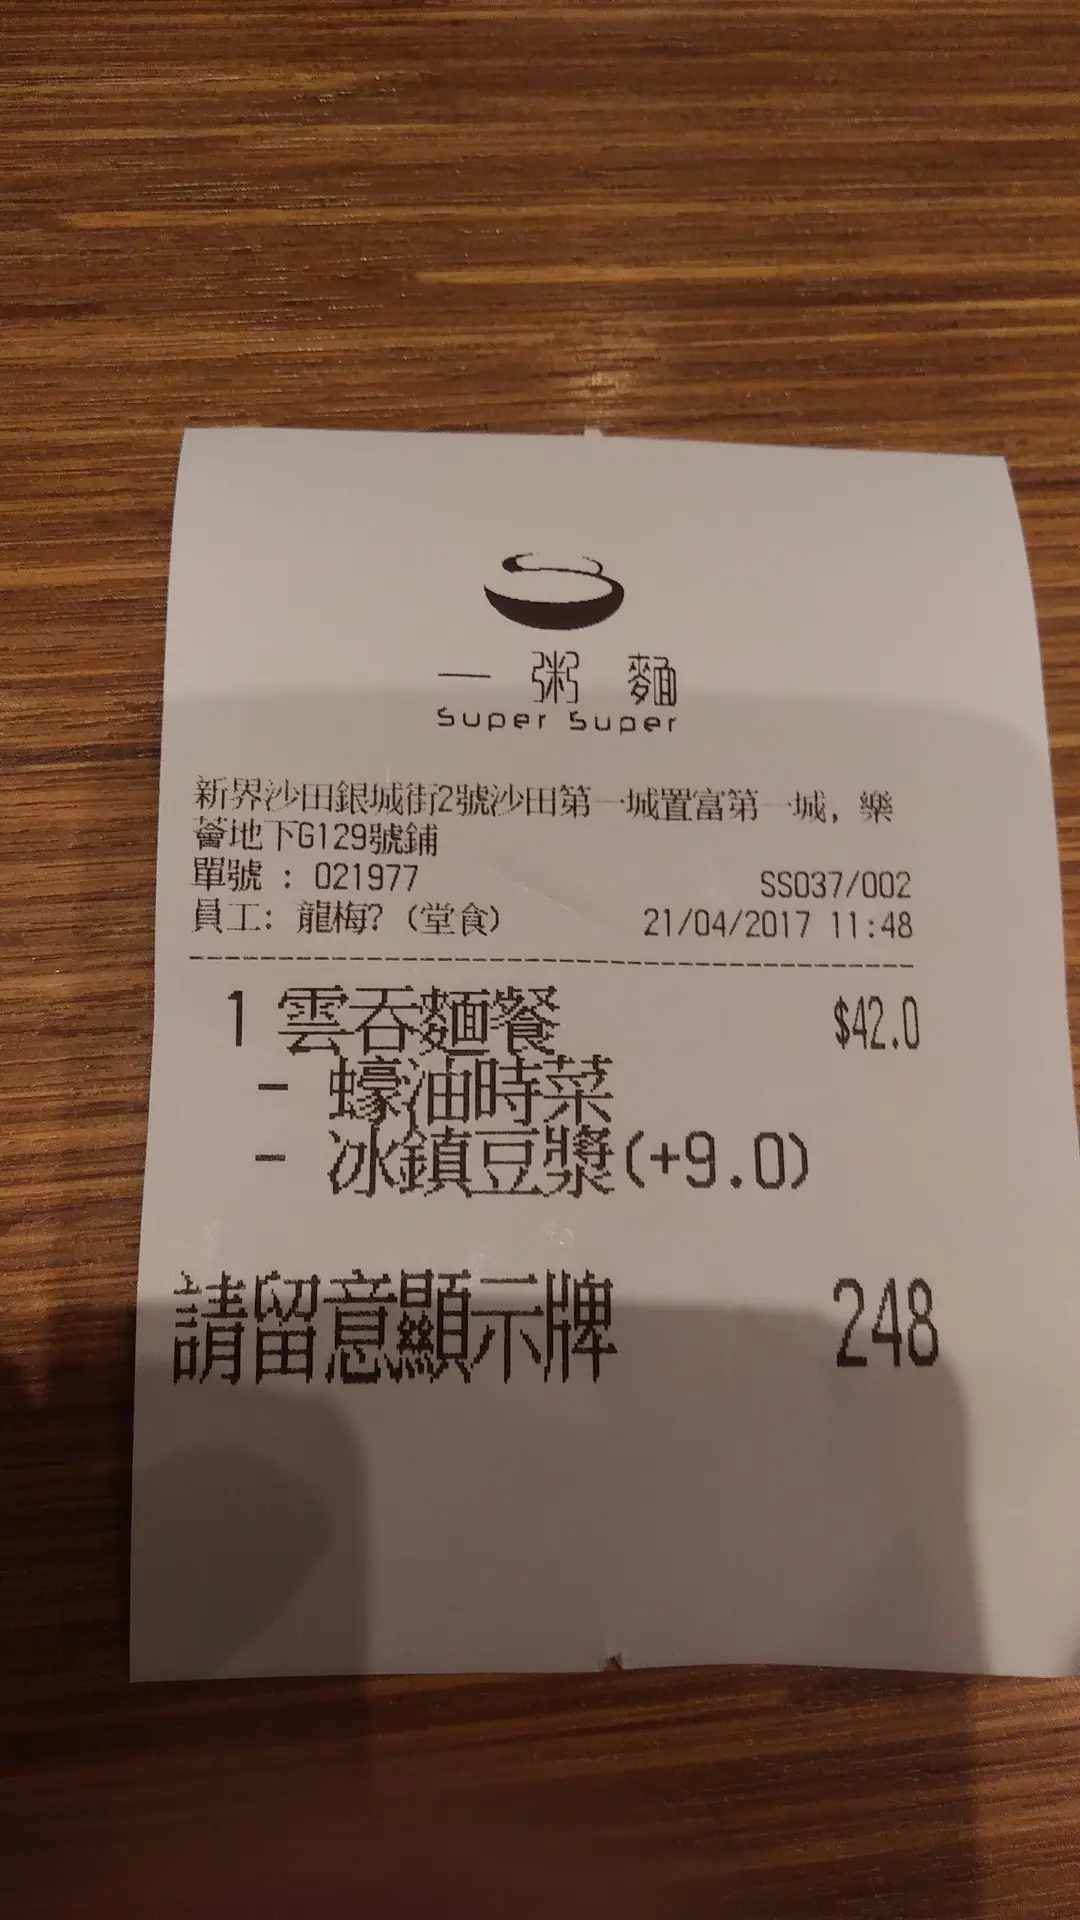 一粥麵
Super Super
新界沙田銀城街2號沙田第一城置富第一城, 樂
薈地下G129號鋪
單號 : 021977 SS037/002
員工: 龍梅? (堂食) 21/04/2017 11:48
1 雲吞麵餐 $42.0
- 蠔油時菜
- 冰鎮豆漿(+9.0)
請留意顯示牌 248